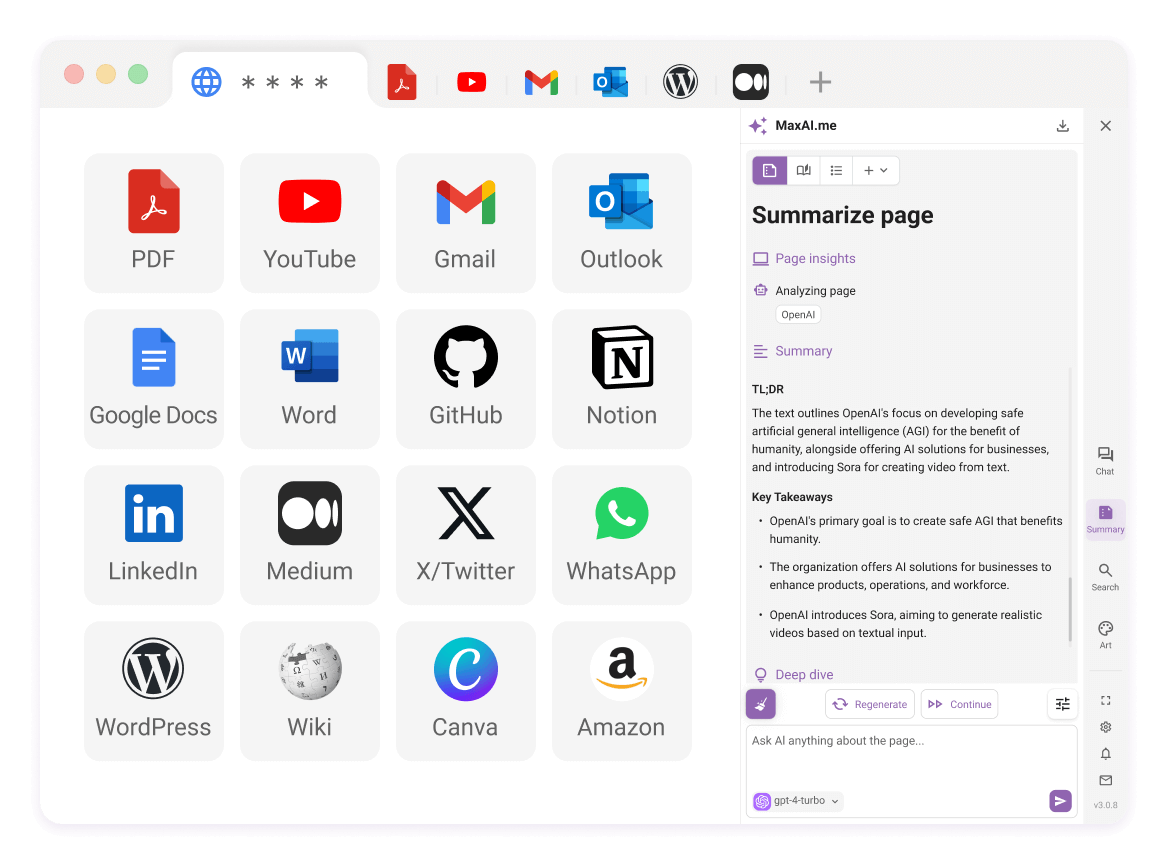 * * * *
PDF
YouTube
Gmail
Outlook
Google Docs
Word
GitHub
Notion
LinkedIn
Medium
X/Twitter
WhatsApp
WordPress
Wiki
Canva
Amazon
MaxAI.me
Summarize page
Page insights
Analyzing page
OpenAI
Summary
TL;DR
The text outlines OpenAI's focus on developing safe
artificial general intelligence (AGI) for the benefit of
humanity, alongside offering AI solutions for businesses,
and introducing Sora for creating video from text.
Key Takeaways
• OpenAI's primary goal is to create safe AGI that benefits
humanity.
• The organization offers AI solutions for businesses to
enhance products, operations, and workforce.
• OpenAI introduces Sora, aiming to generate realistic
videos based on textual input.
Deep dive
Regenerate
Continue
Ask AI anything about the page...
gpt-4-turbo
Chat
Summary
Search
Art
v3.0.8